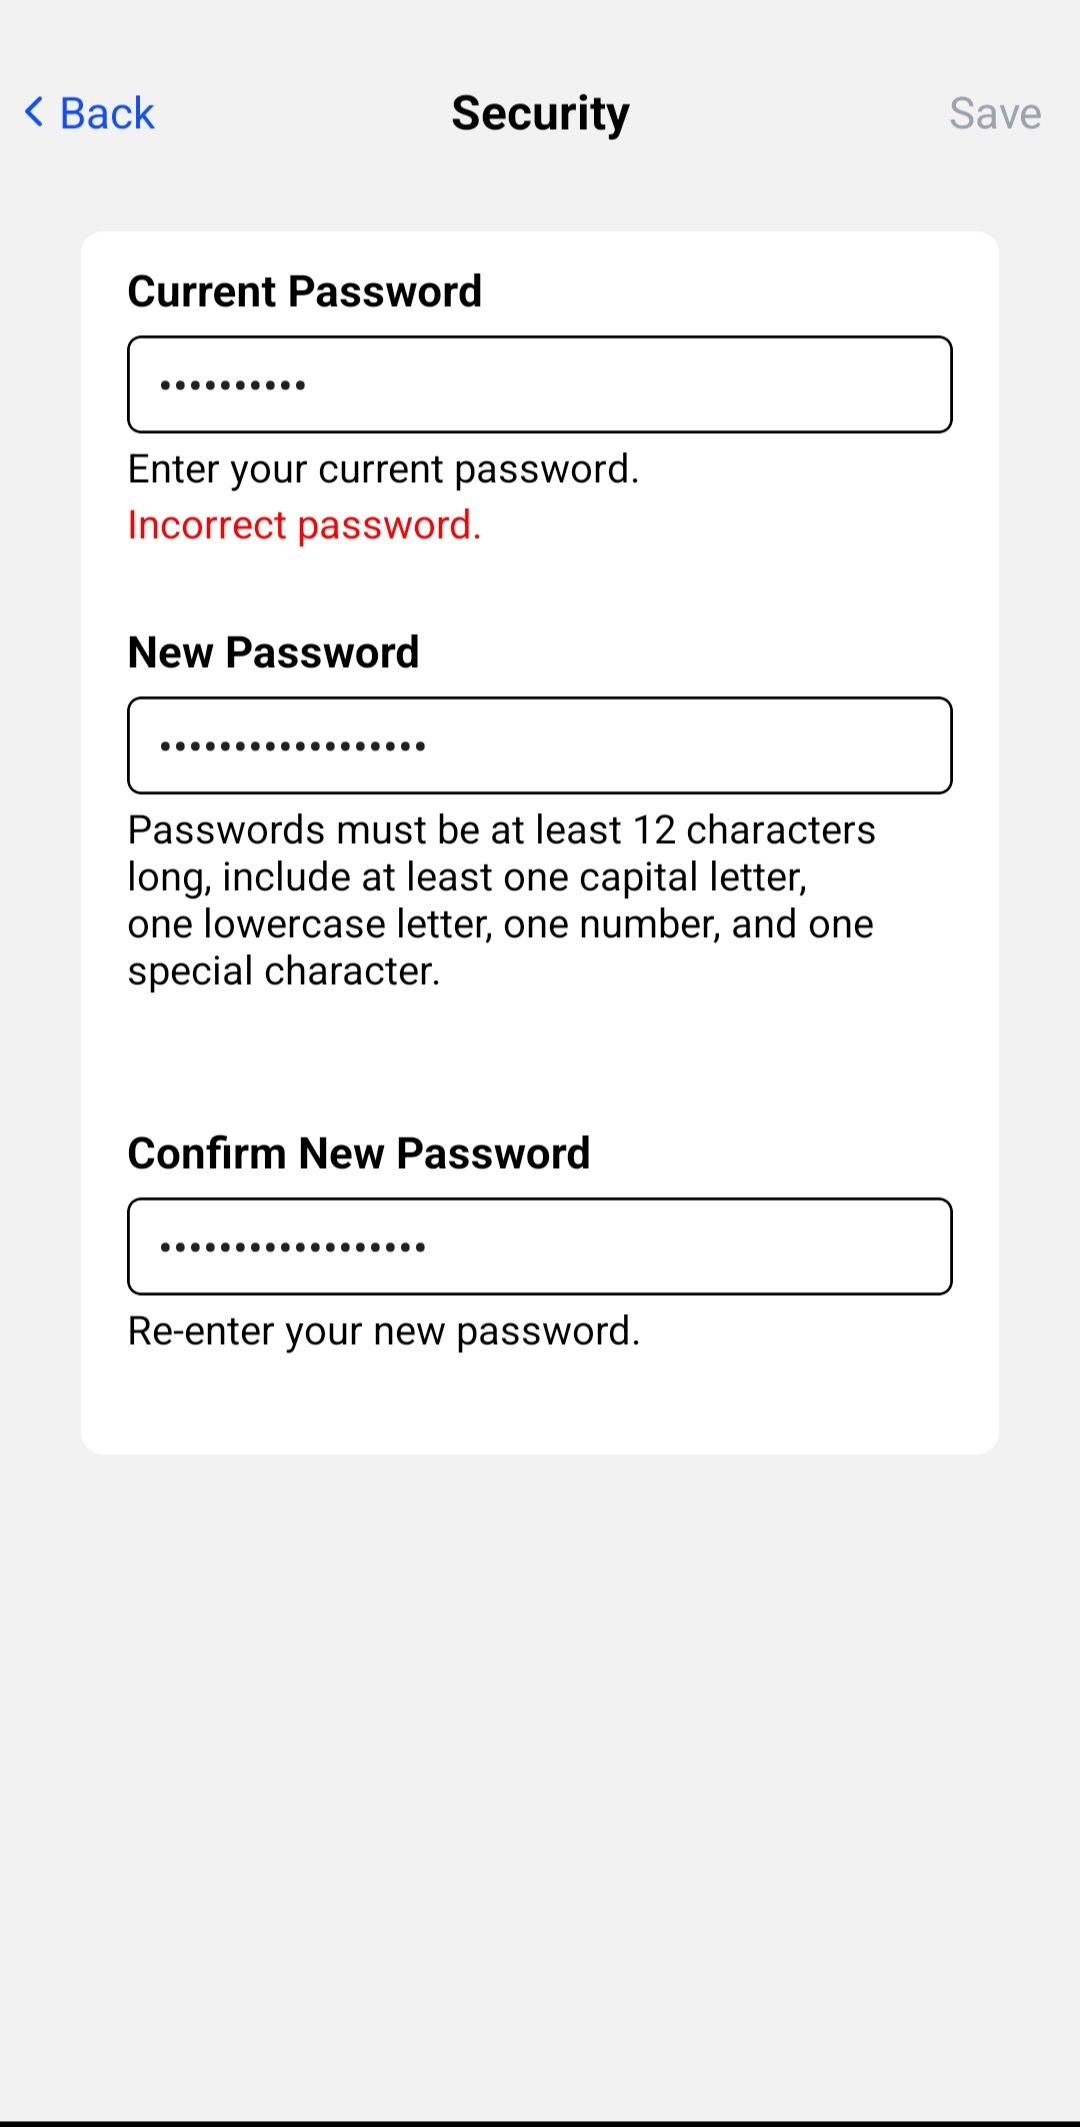 Back
Security
Save
Current Password
••••••••••
Enter your current password.
Incorrect password.
New Password
••••••••••••••••••
Passwords must be at least 12 characters
long, include at least one capital letter,
one lowercase letter, one number, and one
special character.
Confirm New Password
••••••••••••••••••
Re-enter your new password.